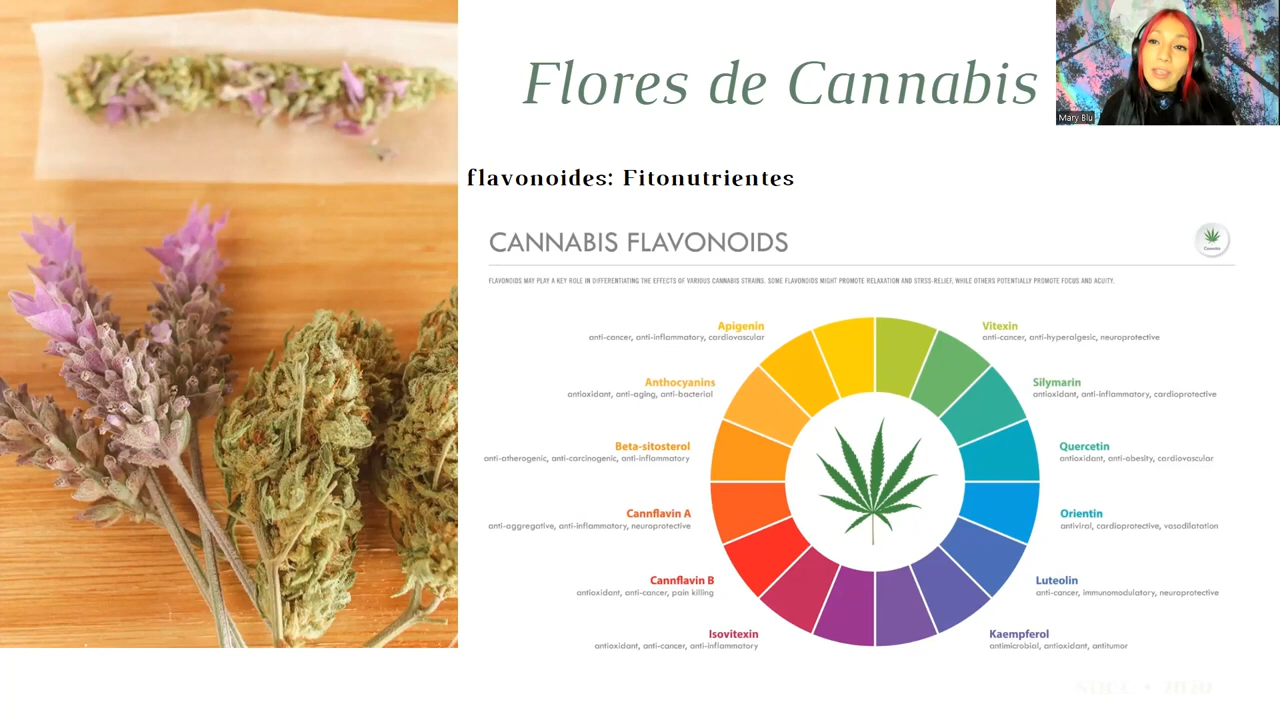 Flores de Cannabis
Mary Blu
flavonoides: Fitonutrientes
CANNABIS FLAVONOIDS
Cannabis
FLAVONOIDS MAY PLAY A KEY ROLE IN DIFFERENTIATING THE EFFECTS OF VARIOUS CANNABIS STRAINS. SOME FLAVONOIDS MIGHT PROMOTE RELAXATION AND STRSS-RELIEF, WHILE OTHERS POTENTIALLY PROMOTE FOCUS AND ACUITY.
Apigenin
anti-cancer, anti-inflammatory, cardiovascular
Anthocyanins
antioxidant, anti-aging, anti-bacterial
Beta-sitosterol
anti-atherogenic, anti-carcinogenic, anti-inflammatory
Cannflavin A
anti-aggregative, anti-inflammatory, neuroprotective
Cannflavin B
antioxidant, anti-cancer, pain killing
Isovitexin
antioxidant, anti-cancer, anti-inflammatory
Vitexin
anti-cancer, anti-hyperalgesic, neuroprotective
Silymarin
antioxidant, anti-inflammatory, cardioprotective
Quercetin
antioxidant, anti-obesity, cardiovascular
Orientin
antiviral, cardioprotective, vasodilatation
Luteolin
anti-cancer, immunomodulatory, neuroprotective
Kaempferol
antimicrobial, antioxidant, antitumor